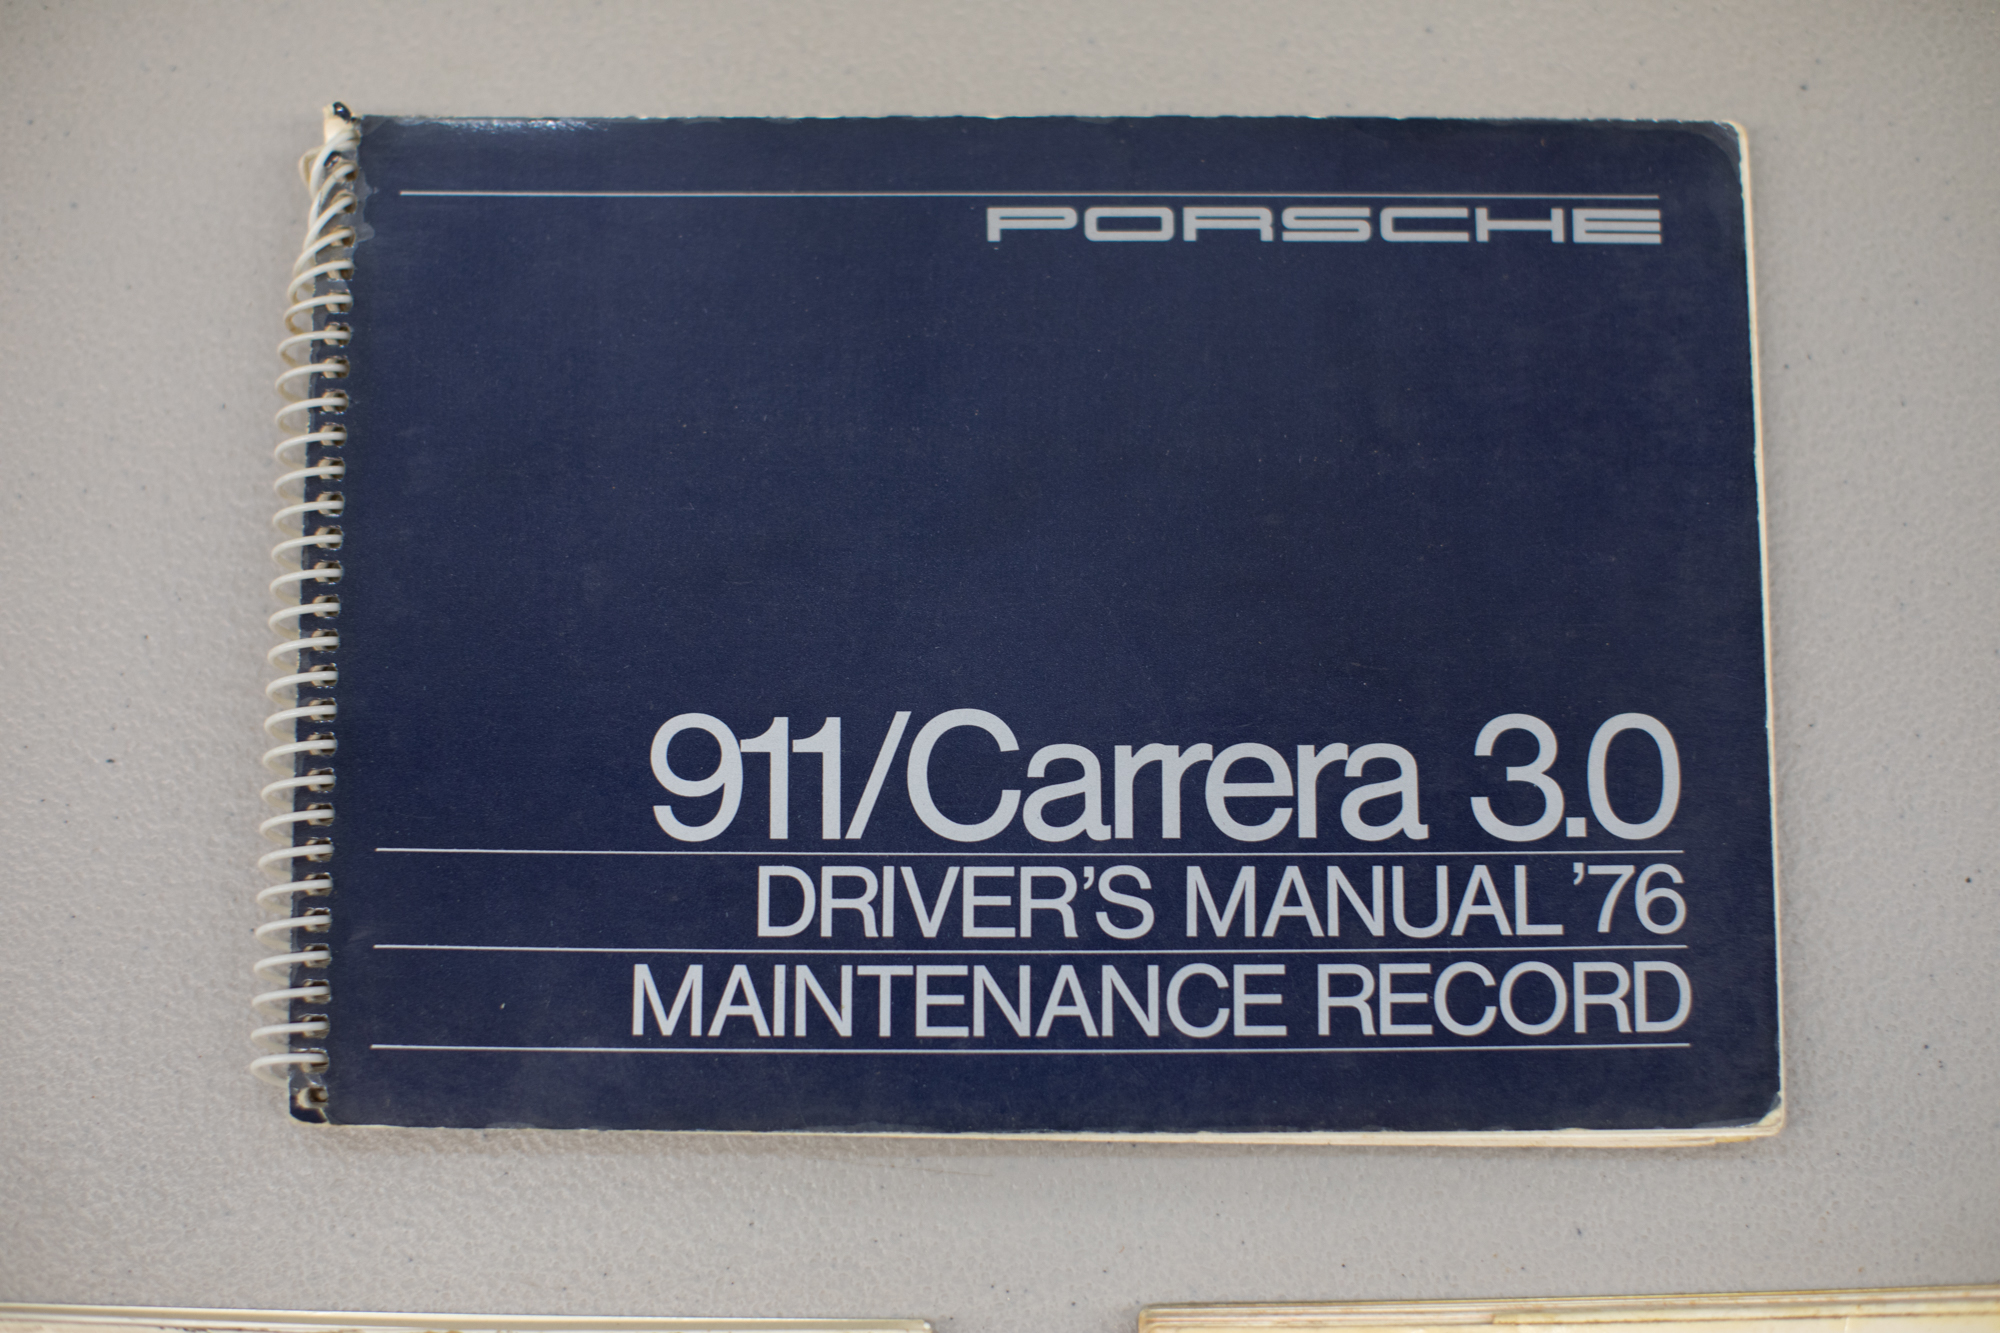 PORSCHE
911/Carrera 3.0
DRIVER'S MANUAL '76
MAINTENANCE RECORD